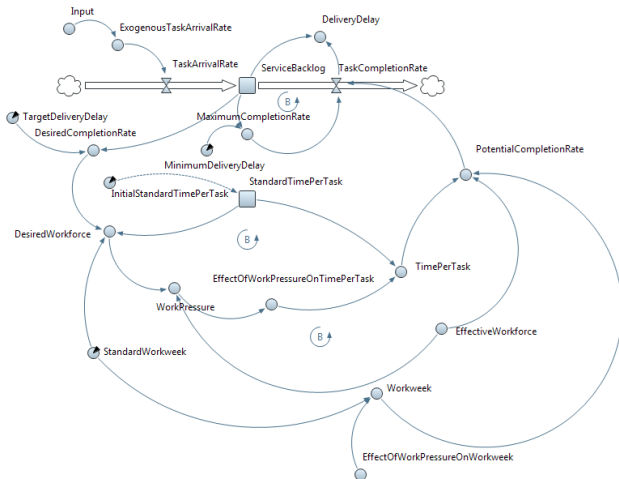 Input
DeliveryDelay
ExogenousTaskArrivalRate
TaskArrivalRate
ServiceBacklog
TaskCompletionRate
B
TargetDeliveryDelay
MaximumCompletionRate
DesiredCompletionRate
PotentialCompletionRate
MinimumDeliveryDelay
StandardTimePerTask
InitialStandardTimePerTask
DesiredWorkforce
B
TimePerTask
EffectOfWorkPressureOnTimePerTask
WorkPressure
EffectiveWorkforce
B
StandardWorkweek
Workweek
EffectOfWorkPressureOnWorkweek